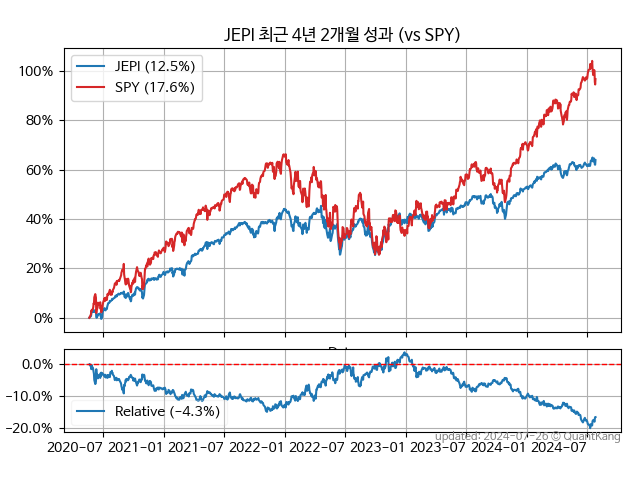 JEPI 최근 4년 2개월 성과 (vs SPY)
JEPI (12.5%)
SPY (17.6%)
100%
80%
60%
40%
20%
0%
0.0%
−10.0%
−20.0%
Relative (−4.3%)
2020-07 2021-01 2021-07 2022-01 2022-07 2023-01 2023-07 2024-01 2024-07
updated: 2024-07-26 © QuantKang